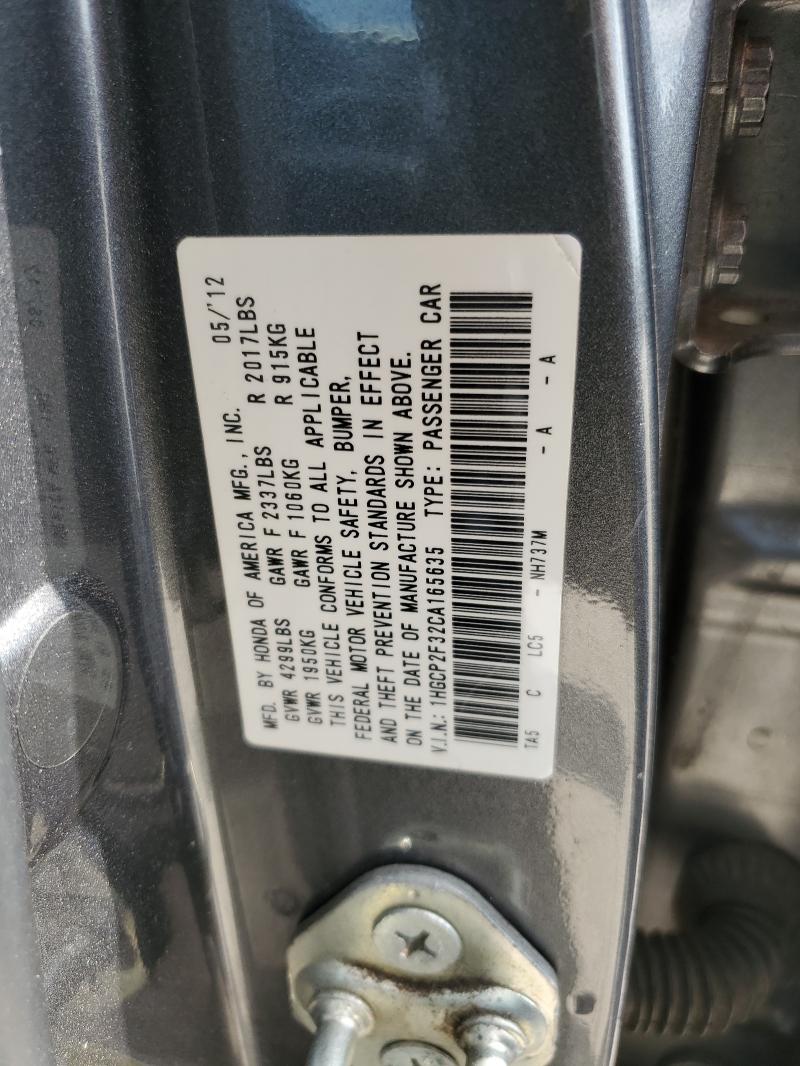 MFD. BY HONDA OF AMERICA MFG., INC. 05/'12
GVWR 4299LBS GAWR F 2337LBS R 2017LBS
GVWR 1950KG GAWR F 1060KG R 915KG
THIS VEHICLE CONFORMS TO ALL APPLICABLE
FEDERAL MOTOR VEHICLE SAFETY, BUMPER,
AND THEFT PREVENTION STANDARDS IN EFFECT
ON THE DATE OF MANUFACTURE SHOWN ABOVE.
V.I.N.: 1HGCP2F32CA165635 TYPE: PASSENGER CAR
TA5 C LC5 - NH737M - A - A